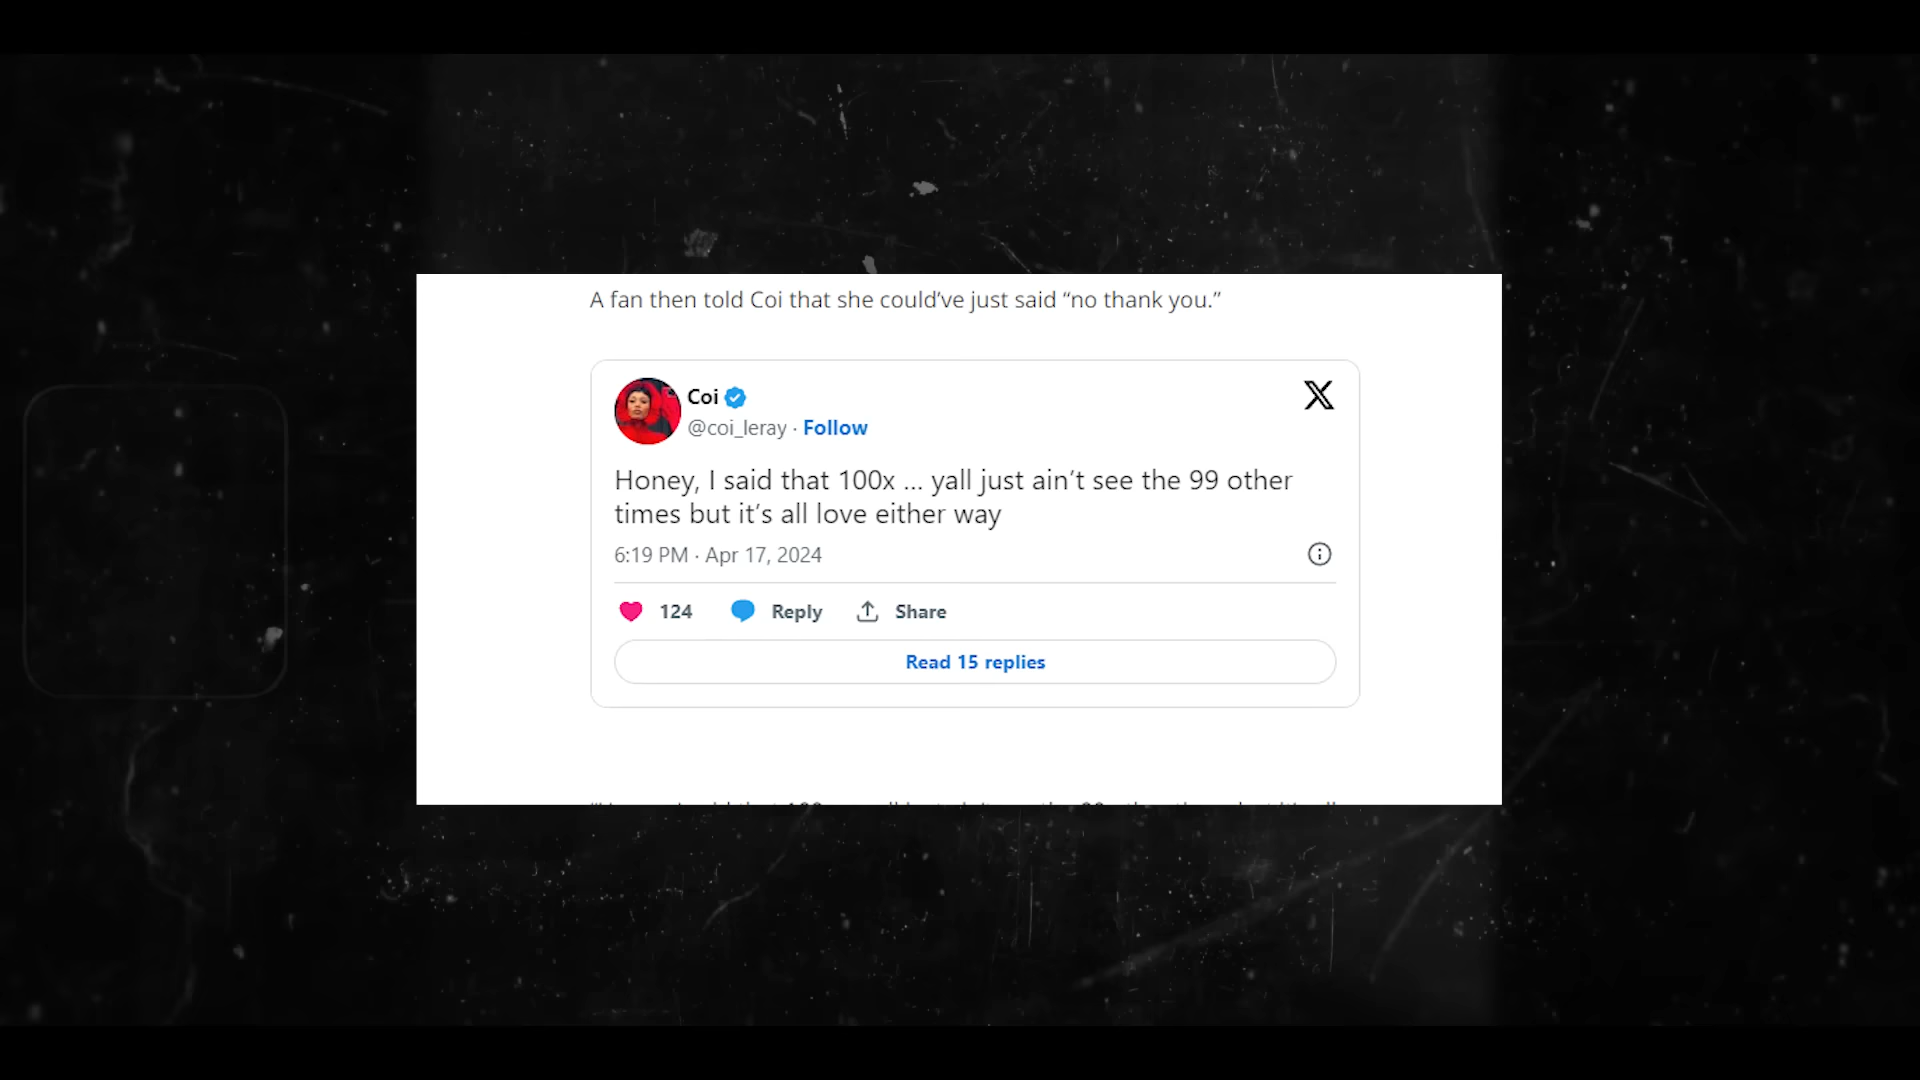 A fan then told Coi that she could’ve just said “no thank you.”
Coi
@coi_leray · Follow
Honey, I said that 100x ... yall just ain’t see the 99 other
times but it’s all love either way
6:19 PM · Apr 17, 2024
124 Reply Share
Read 15 replies